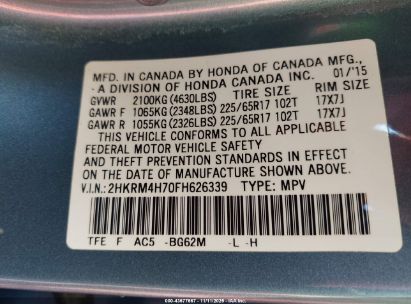 MFD. IN CANADA BY HONDA OF CANADA MFG.,
A DIVISION OF HONDA CANADA INC. 01/'15
GVWR 2100KG (4630LBS) TIRE SIZE RIM SIZE
GAWR F 1065KG (2348LBS) 225/65R17 102T 17X7J
GAWR R 1055KG (2326LBS) 225/65R17 102T 17X7J
THIS VEHICLE CONFORMS TO ALL APPLICABLE
FEDERAL MOTOR VEHICLE SAFETY
AND THEFT PREVENTION STANDARDS IN EFFECT
ON THE DATE OF MANUFACTURE SHOWN ABOVE.
V.I.N.: 2HKRM4H70FH626339 TYPE: MPV
TFE F AC5 -BG62M -L -H